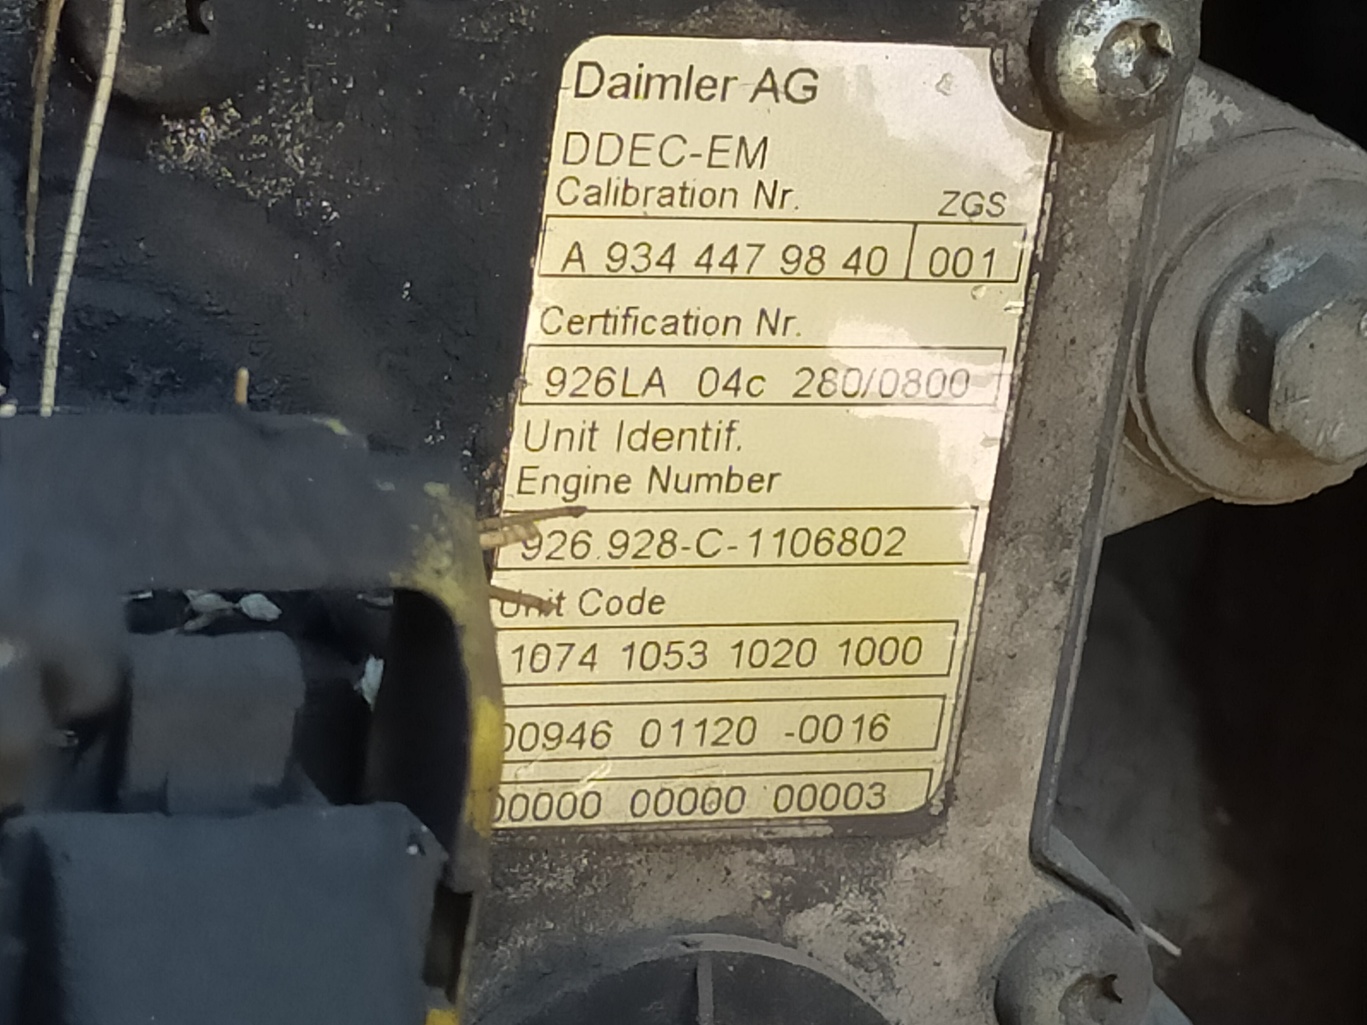 Daimler AG
DDEC-EM
Calibration Nr. ZGS
A 934 447 98 40 001
Certification Nr.
926LA 04c 280/0800
Unit Identif.
Engine Number
926.928-C-1106802
Unit Code
1074 1053 1020 1000
00946 01120 -0016
00000 00000 00003